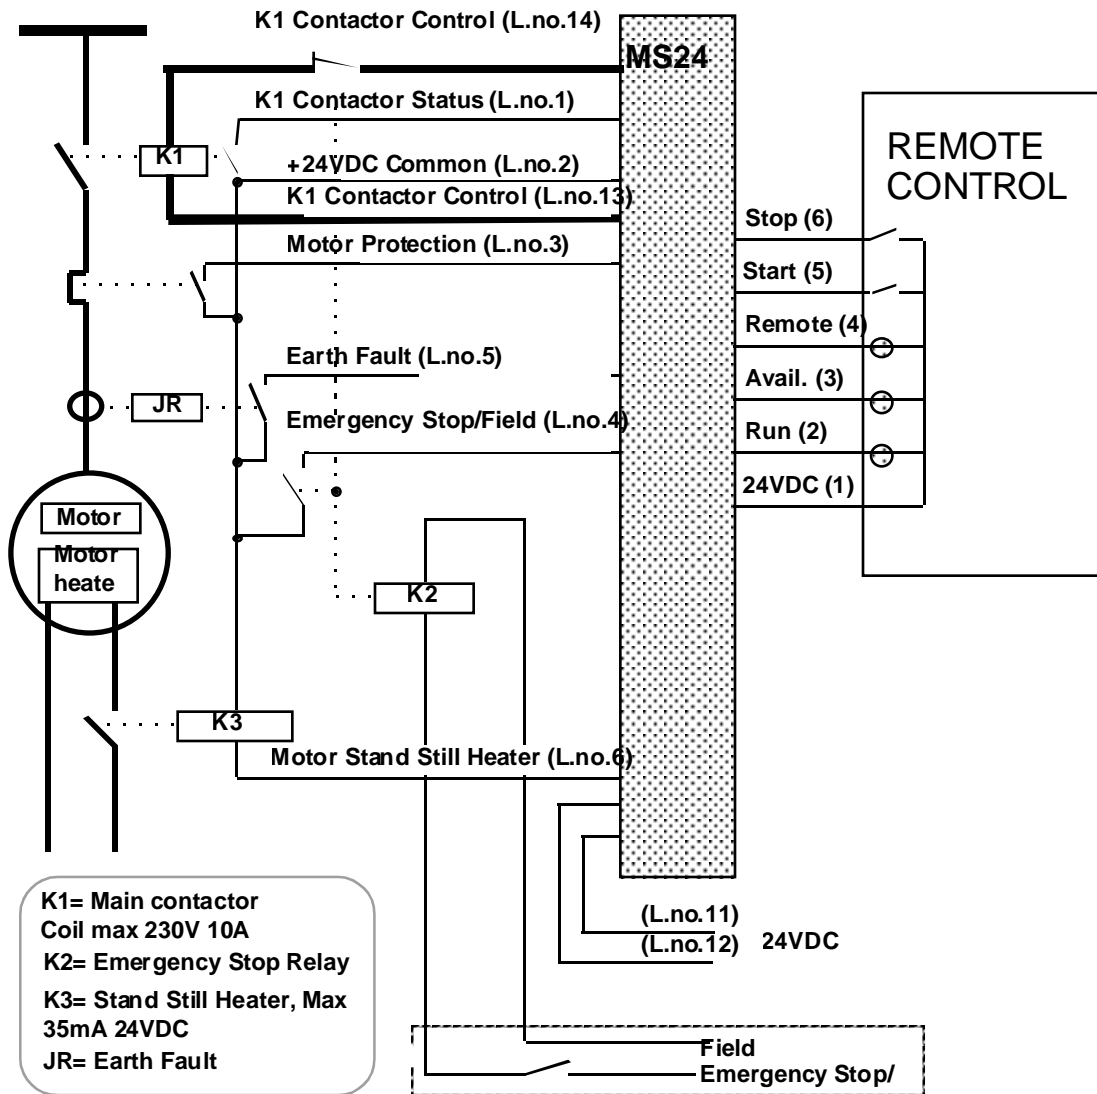 K1 Contactor Control (L.no.14)
MS24
K1 Contactor Status (L.no.1)
K1
+24VDC Common (L.no.2)
K1 Contactor Control (L.no.13)
Motor Protection (L.no.3)
Earth Fault (L.no.5)
JR
Emergency Stop/Field (L.no.4)
Motor
Motor
heate
K2
K3
Motor Stand Still Heater (L.no.6)
REMOTE
CONTROL
Stop (6)
Start (5)
Remote (4)
Avail. (3)
Run (2)
24VDC (1)
(L.no.11)
(L.no.12)
24VDC
K1= Main contactor
Coil max 230V 10A
K2= Emergency Stop Relay
K3= Stand Still Heater, Max
35mA 24VDC
JR= Earth Fault
Field
Emergency Stop/